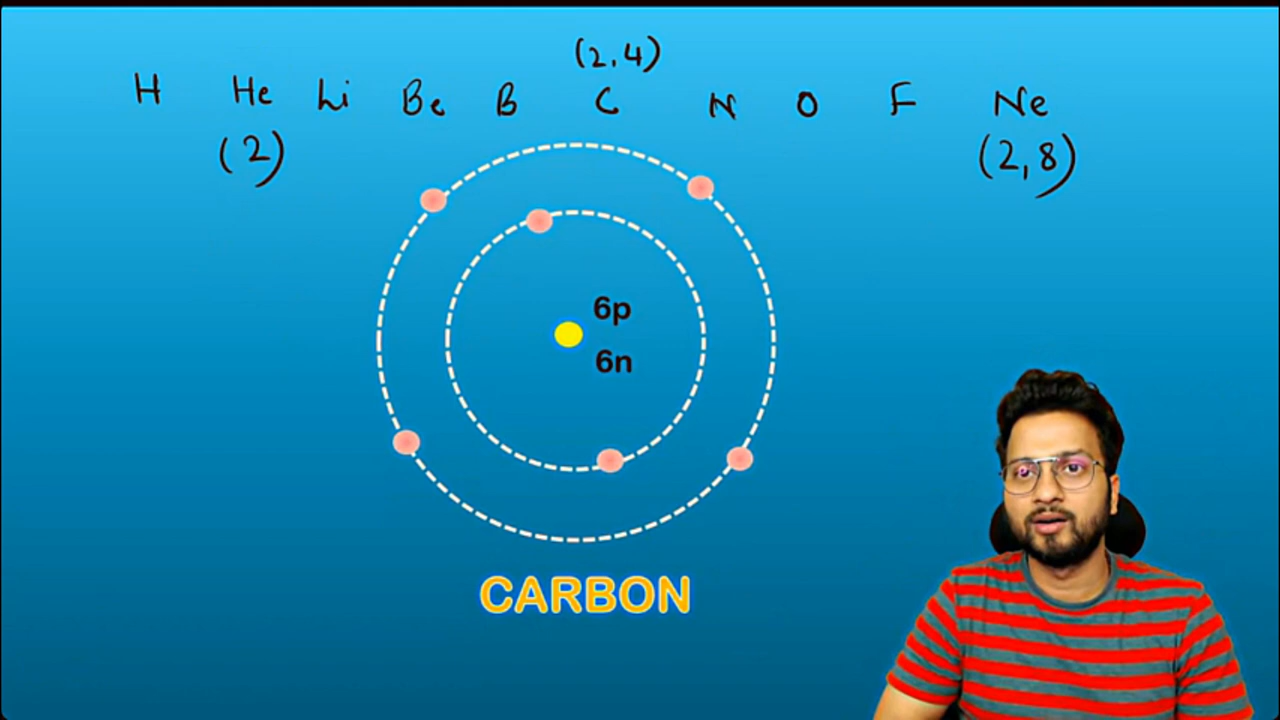 (2,4)
H He Li Be B C N O F Ne
(2) (2,8)
6p
6n
CARBON